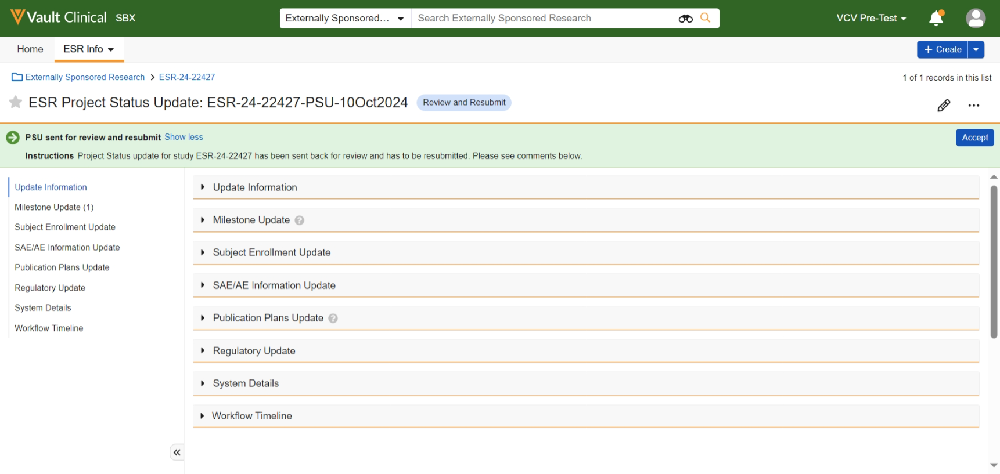 Vault Clinical SBX
Externally Sponsored... Search Externally Sponsored Research
VCV Pre-Test
Home ESR Info
+ Create
Externally Sponsored Research > ESR-24-22427
1 of 1 records in this list
ESR Project Status Update: ESR-24-22427-PSU-10Oct2024 Review and Resubmit
PSU sent for review and resubmit Show less
Accept
Instructions Project Status update for study ESR-24-22427 has been sent back for review and has to be resubmitted. Please see comments below.
Update Information
Milestone Update (1)
Subject Enrollment Update
SAE/AE Information Update
Publication Plans Update
Regulatory Update
System Details
Workflow Timeline
Update Information
Milestone Update ?
Subject Enrollment Update
SAE/AE Information Update
Publication Plans Update ?
Regulatory Update
System Details
Workflow Timeline